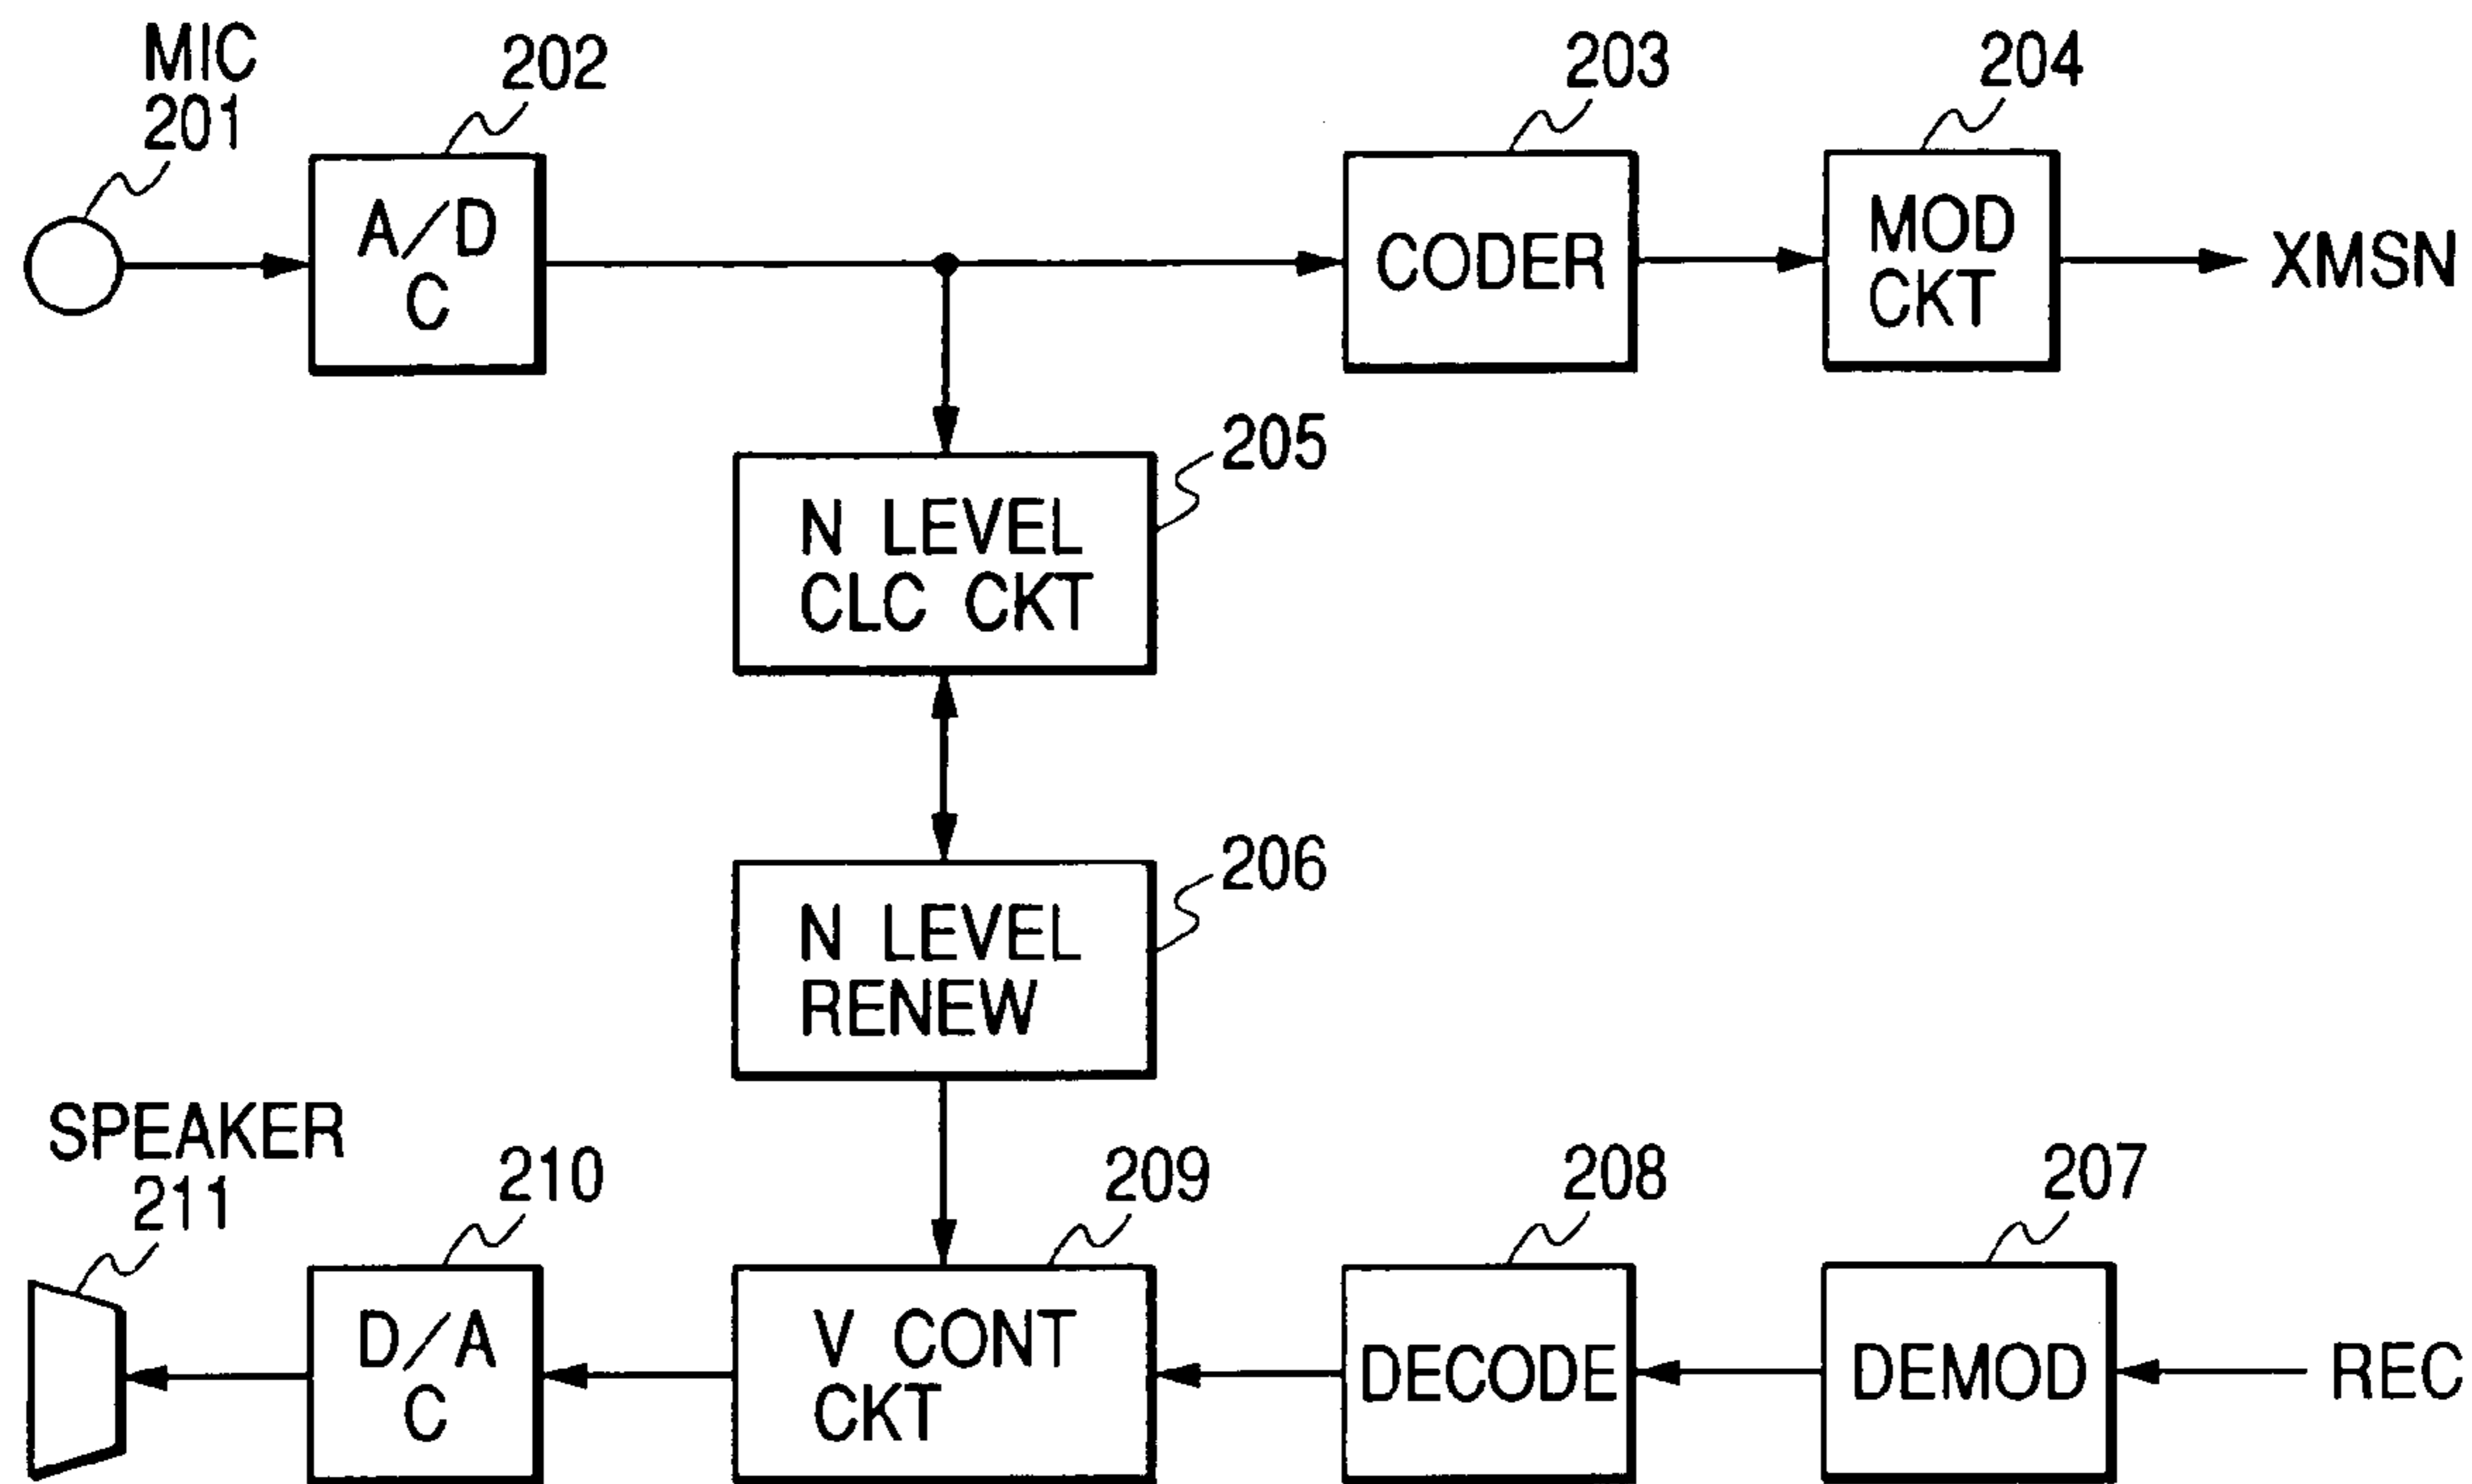 MIC
201
202
203
204
A/D
C
CODER
MOD
CKT
XMSN
205
N LEVEL
CLC CKT
206
N LEVEL
RENEW
SPEAKER
211
210
209
208
207
D/A
C
V CONT
CKT
DECODE
DEMOD
REC